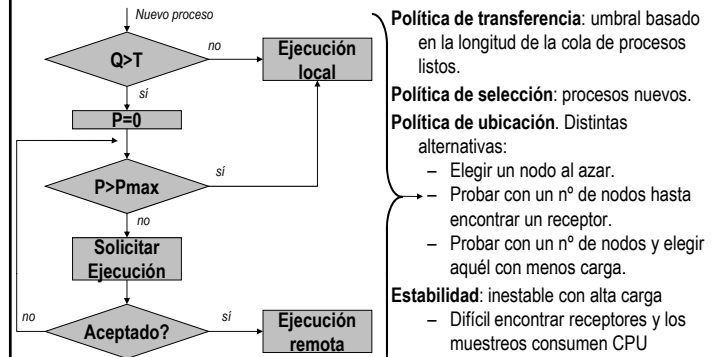 Nuevo proceso
Q>T
no
Ejecución
local
sí
P=0
P>Pmax
sí
no
Solicitar
Ejecución
no
Aceptado?
sí
Ejecución
remota
Política de transferencia: umbral basado
en la longitud de la cola de procesos
listos.
Política de selección: procesos nuevos.
Política de ubicación. Distintas
alternativas:
– Elegir un nodo al azar.
– Probar con un nº de nodos hasta
encontrar un receptor.
– Probar con un nº de nodos y elegir
aquél con menos carga.
Estabilidad: inestable con alta carga
– Difícil encontrar receptores y los
muestreos consumen CPU